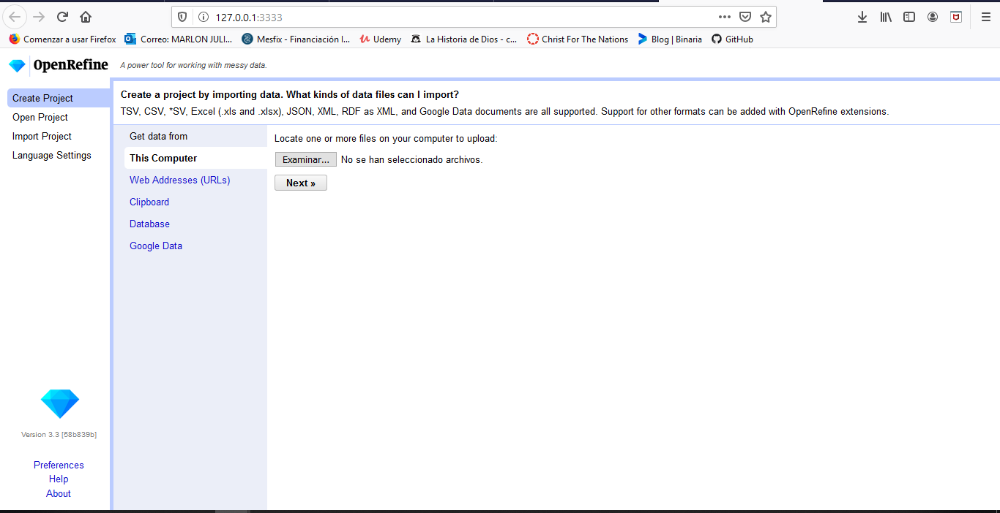 127.0.0.1:3333
Comenzar a usar Firefox Correo: MARLON JULI... Mesfix - Financiación I... Udemy La Historia de Dios - c... Christ For The Nations Blog | Binaria GitHub
OpenRefine A power tool for working with messy data.
Create Project
Open Project
Import Project
Language Settings
Create a project by importing data. What kinds of data files can I import?
TSV, CSV, *SV, Excel (.xls and .xlsx), JSON, XML, RDF as XML, and Google Data documents are all supported. Support for other formats can be added with OpenRefine extensions.
Get data from
This Computer
Web Addresses (URLs)
Clipboard
Database
Google Data
Locate one or more files on your computer to upload:
Examinar... No se han seleccionado archivos.
Next »
Version 3.3 [58b839b]
Preferences
Help
About